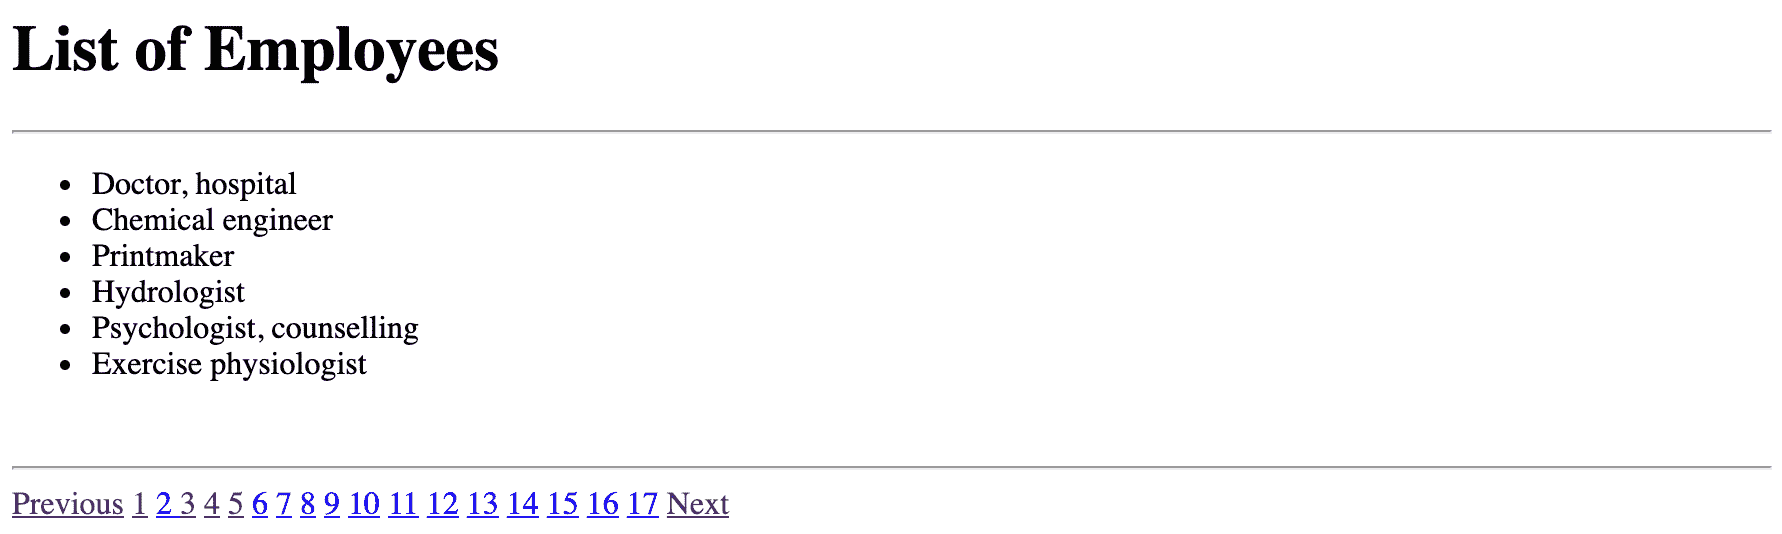 List of Employees
Doctor, hospital
Chemical engineer
Printmaker
Hydrologist
Psychologist, counselling
Exercise physiologist
Previous 1 2 3 4 5 6 7 8 9 10 11 12 13 14 15 16 17 Next